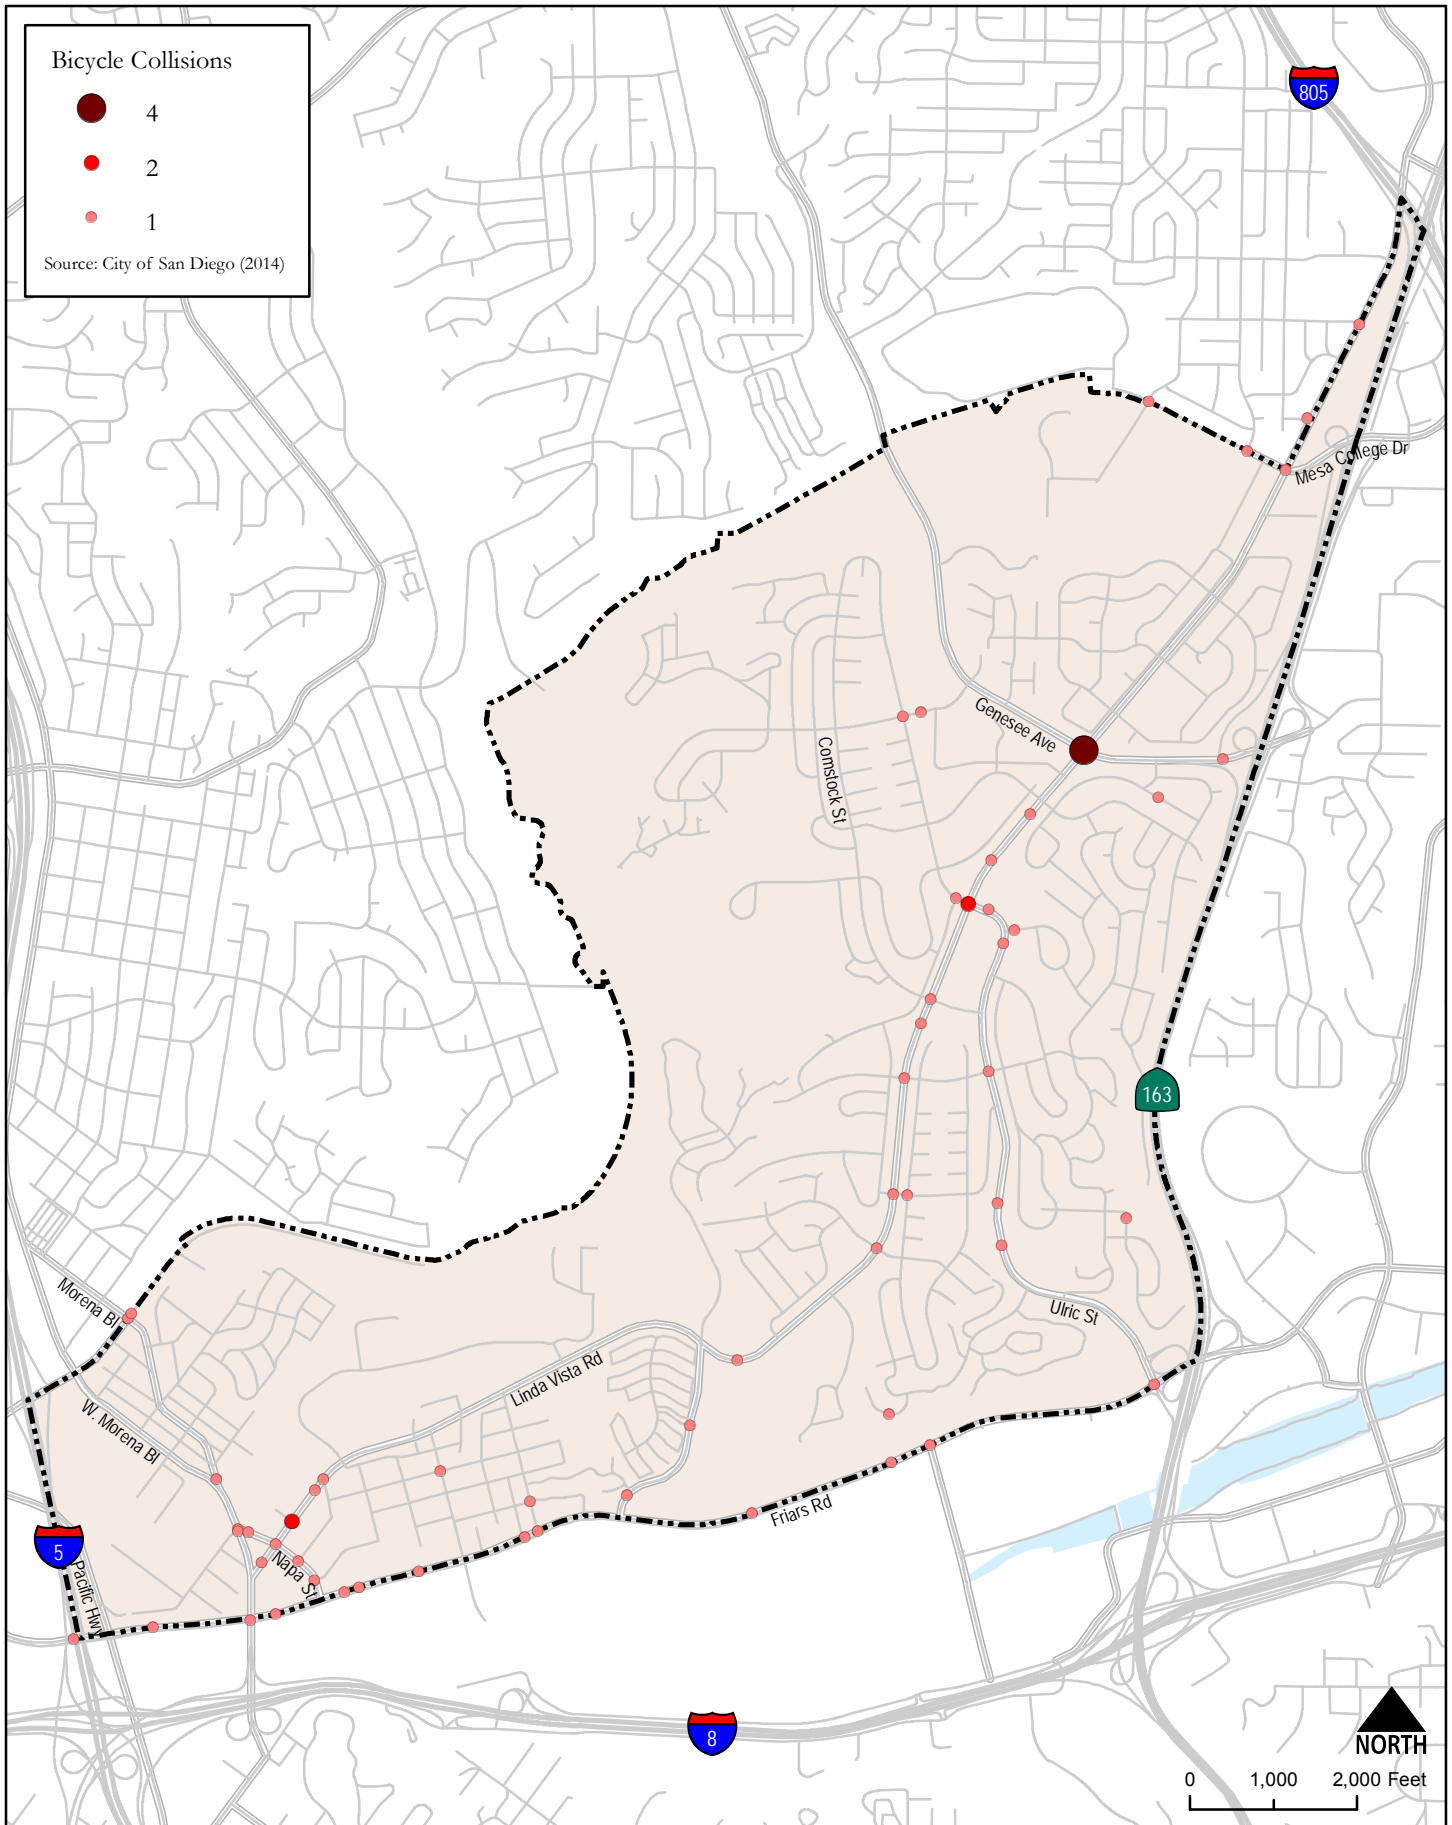 Bicycle Collisions
4
2
1
Source: City of San Diego (2014)
805
Mesa College Dr
Genesee Ave
Comstock St
163
Morena Bl
Ulric St
Linda Vista Rd
W. Morena Bl
Friars Rd
5
Napa St
Pacific Hwy
8
NORTH
0 1,000 2,000 Feet